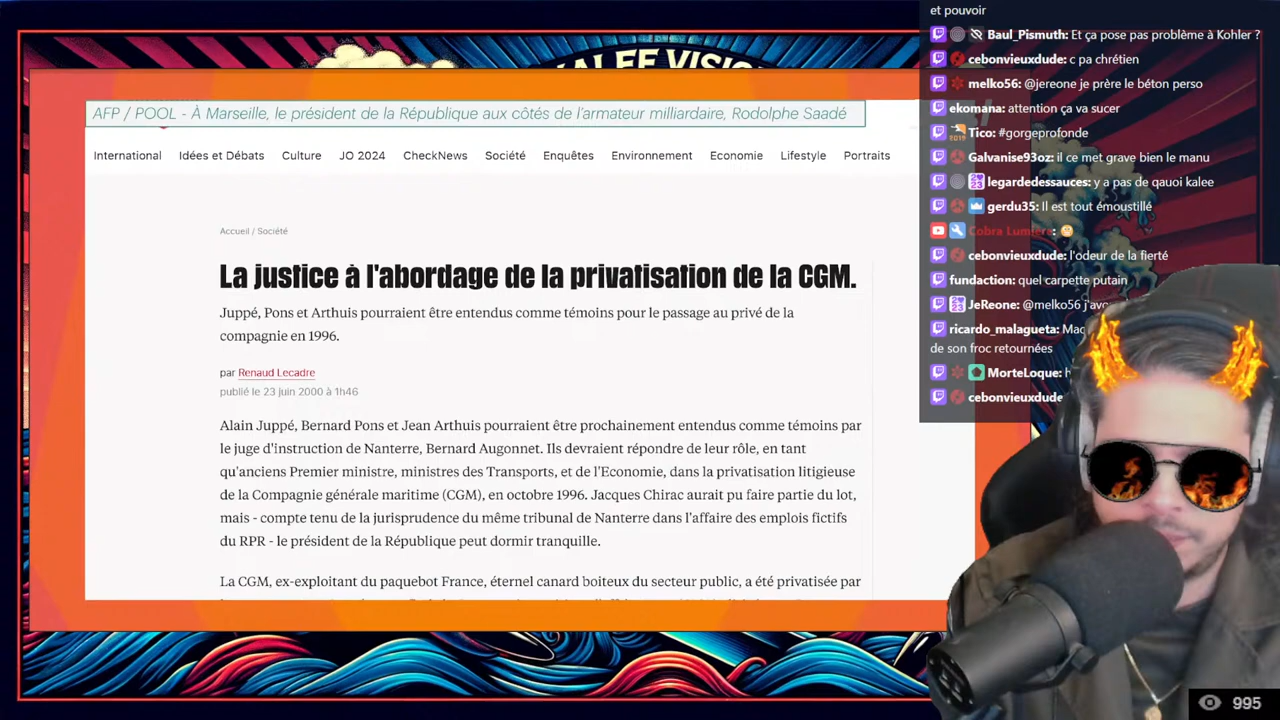 KALEE VISION
AFP / POOL - À Marseille, le président de la République aux côtés de l'armateur milliardaire, Rodolphe Saadé
International Idées et Débats Culture JO 2024 CheckNews Société Enquêtes Environnement Economie Lifestyle Portraits
Accueil / Société
La justice à l'abordage de la privatisation de la CGM.
Juppé, Pons et Arthuis pourraient être entendus comme témoins pour le passage au privé de la
compagnie en 1996.
par Renaud Lecadre
publié le 23 juin 2000 à 1h46
Alain Juppé, Bernard Pons et Jean Arthuis pourraient être prochainement entendus comme témoins par
le juge d'instruction de Nanterre, Bernard Augonnet. Ils devraient répondre de leur rôle, en tant
qu'anciens Premier ministre, ministres des Transports, et de l'Economie, dans la privatisation litigieuse
de la Compagnie générale maritime (CGM), en octobre 1996. Jacques Chirac aurait pu faire partie du lot,
mais - compte tenu de la jurisprudence du même tribunal de Nanterre dans l'affaire des emplois fictifs
du RPR - le président de la République peut dormir tranquille.
La CGM, ex-exploitant du paquebot France, éternel canard boiteux du secteur public, a été privatisée par
et pouvoir
Baul_Pismuth: Et ça pose pas problème à Kohler ?
cebonvieuxdude: c pa chrétien
melko56: @jereone je prère le béton perso
ekomana: attention ça va sucer
Tico: #gorgeprofonde
Galvanise93oz: il ce met grave bien le manu
legardedessauces: y a pas de qauoi kalee
gerdu35: Il est tout émoustillé
Cobra Lumière:
cebonvieuxdude: l'odeur de la fierté
fundaction: quel carpette putain
JeReone: @melko56 j'avo
ricardo_malagueta: Mac
de son froc retournées
MorteLoque: h
cebonvieuxdude
995